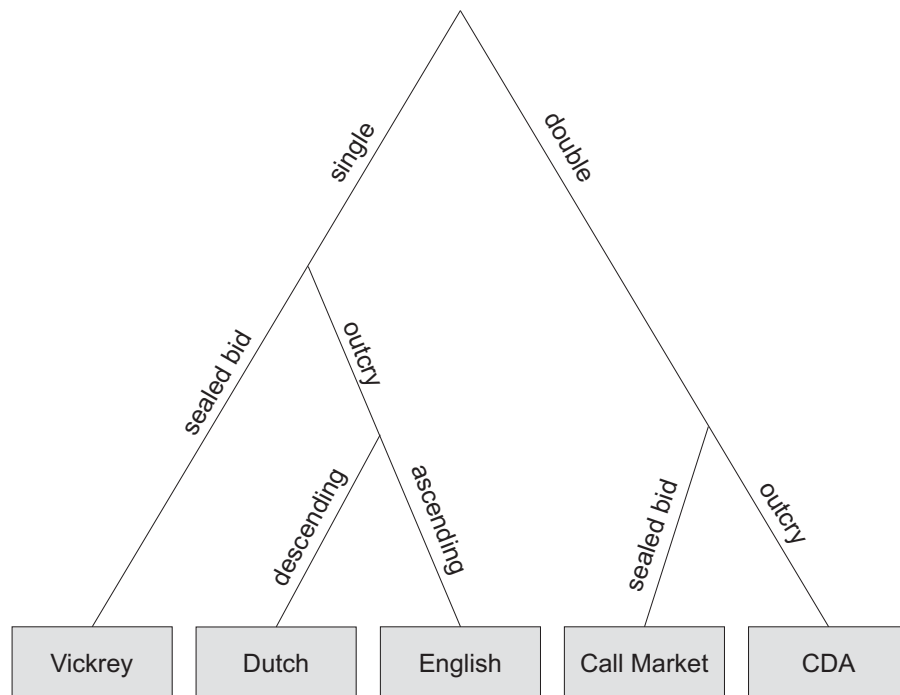 single
double
sealed bid
outcry
descending
ascending
sealed bid
outcry
Vickrey
Dutch
English
Call Market
CDA